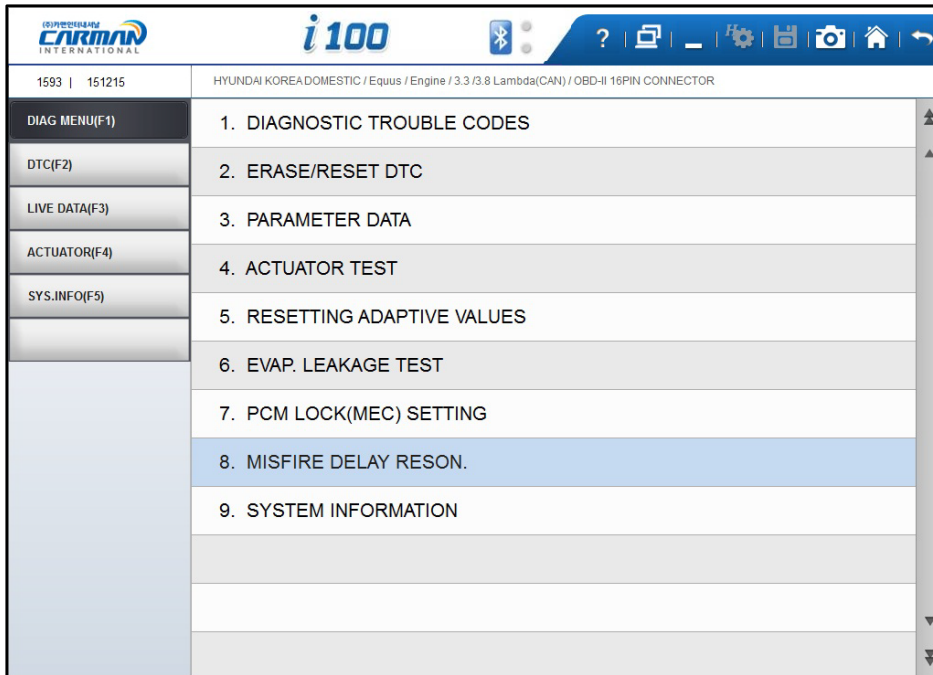 (주)카맨인터내셔널
CARMAN
INTERNATIONAL
i 100
?
1593 | 151215
HYUNDAI KOREA DOMESTIC / Equus / Engine / 3.3 /3.8 Lambda(CAN) / OBD-II 16PIN CONNECTOR
DIAG MENU(F1)
DTC(F2)
LIVE DATA(F3)
ACTUATOR(F4)
SYS.INFO(F5)
1. DIAGNOSTIC TROUBLE CODES
2. ERASE/RESET DTC
3. PARAMETER DATA
4. ACTUATOR TEST
5. RESETTING ADAPTIVE VALUES
6. EVAP. LEAKAGE TEST
7. PCM LOCK(MEC) SETTING
8. MISFIRE DELAY RESON.
9. SYSTEM INFORMATION